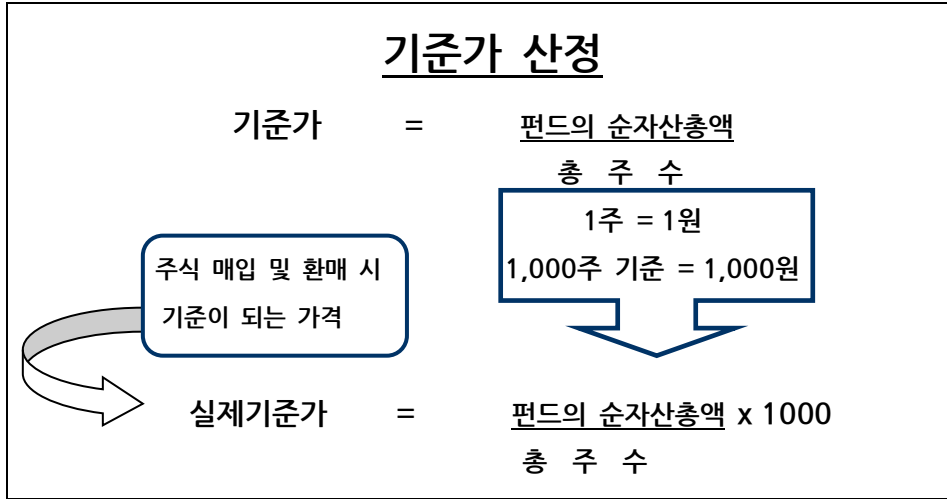 기준가 산정
기준가 = 펀드의 순자산총액
총 주 수
1주 = 1원
1,000주 기준 = 1,000원
주식 매입 및 환매 시
기준이 되는 가격
실제기준가 = 펀드의 순자산총액 x 1000
총 주 수